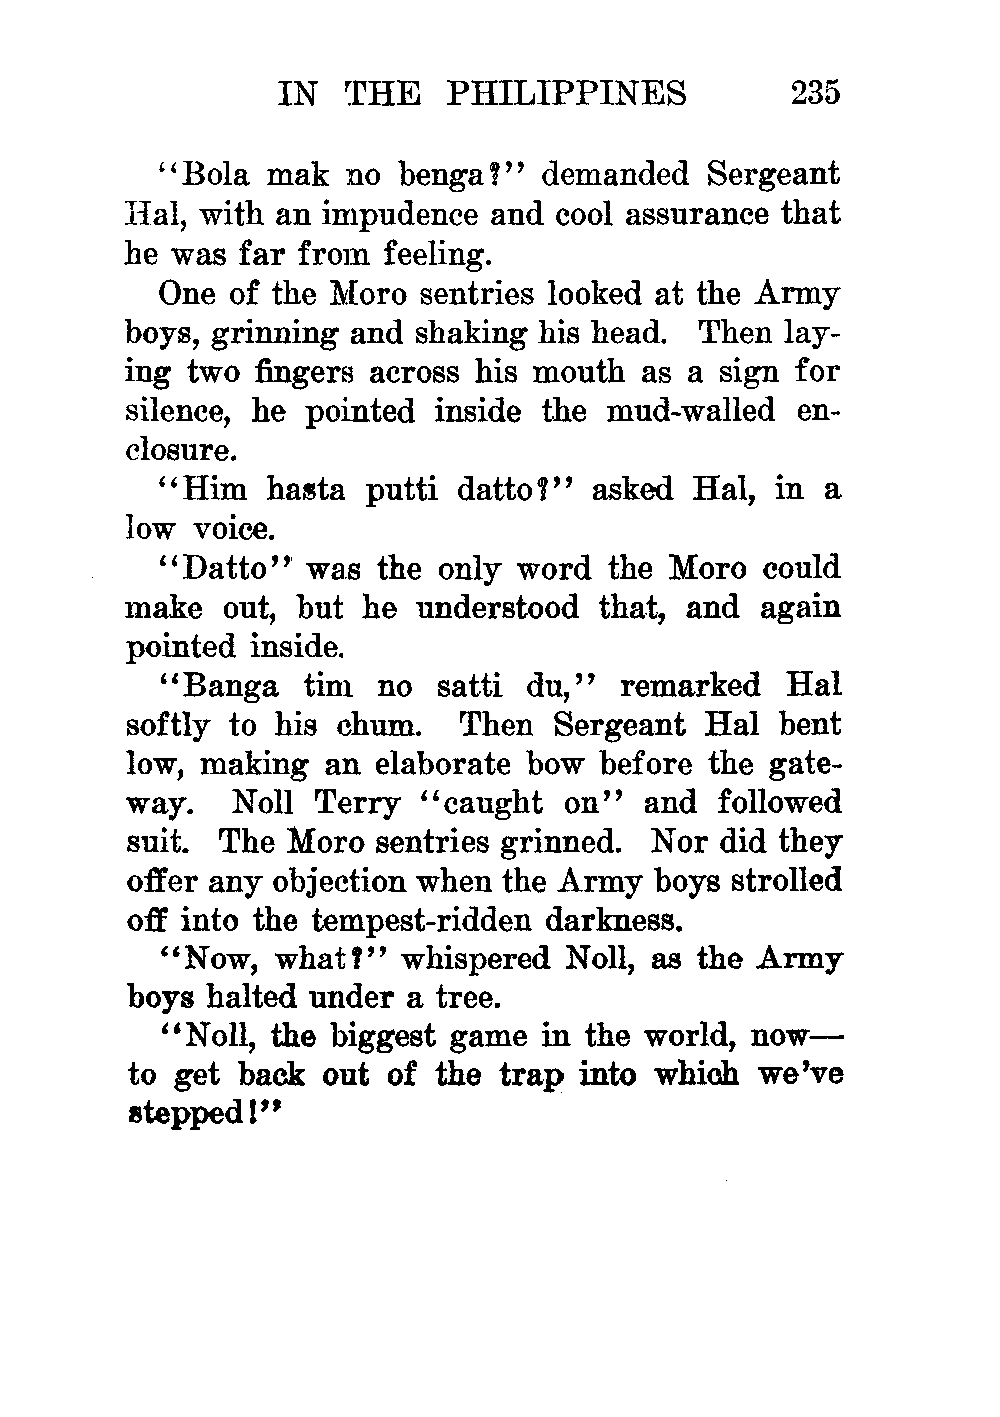 IN THE PHILIPPINES 235
“Bola mak no benga?” demanded Sergeant
Hal, with an impudence and cool assurance that
he was far from feeling.
One of the Moro sentries looked at the Army
boys, grinning and shaking his head. Then lay-
ing two fingers across his mouth as a sign for
silence, he pointed inside the mud-walled en-
closure.
“Him hasta putti datto?” asked Hal, in a
low voice.
“Datto” was the only word the Moro could
make out, but he understood that, and again
pointed inside.
“Banga tim no satti du,” remarked Hal
softly to his chum. Then Sergeant Hal bent
low, making an elaborate bow before the gate-
way. Noll Terry “caught on” and followed
suit. The Moro sentries grinned. Nor did they
offer any objection when the Army boys strolled
off into the tempest-ridden darkness.
“Now, what?” whispered Noll, as the Army
boys halted under a tree.
“Noll, the biggest game in the world, now—
to get back out of the trap into which we’ve
stepped!”